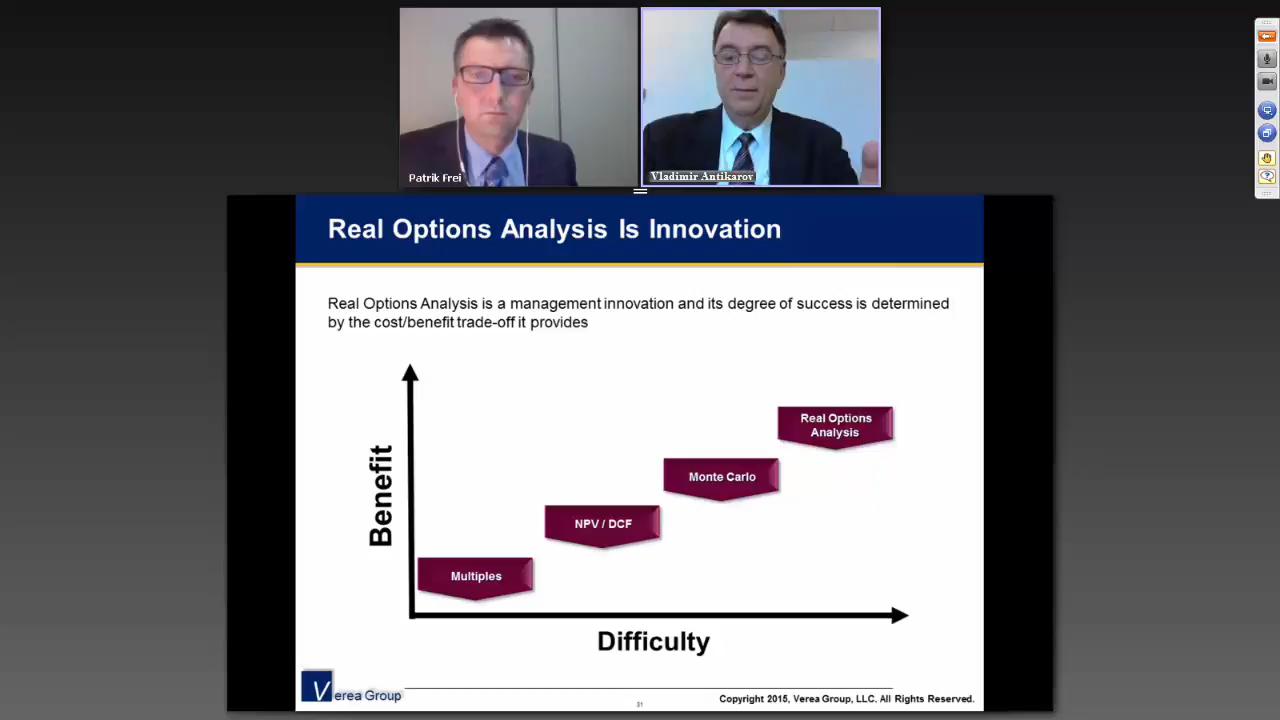 Patrik Frei
Vladimir Antikarov
Real Options Analysis Is Innovation
Real Options Analysis is a management innovation and its degree of success is determined
by the cost/benefit trade-off it provides
Benefit
Real Options
Analysis
Monte Carlo
NPV / DCF
Multiples
Difficulty
Verea Group
31
Copyright 2015, Verea Group, LLC. All Rights Reserved.